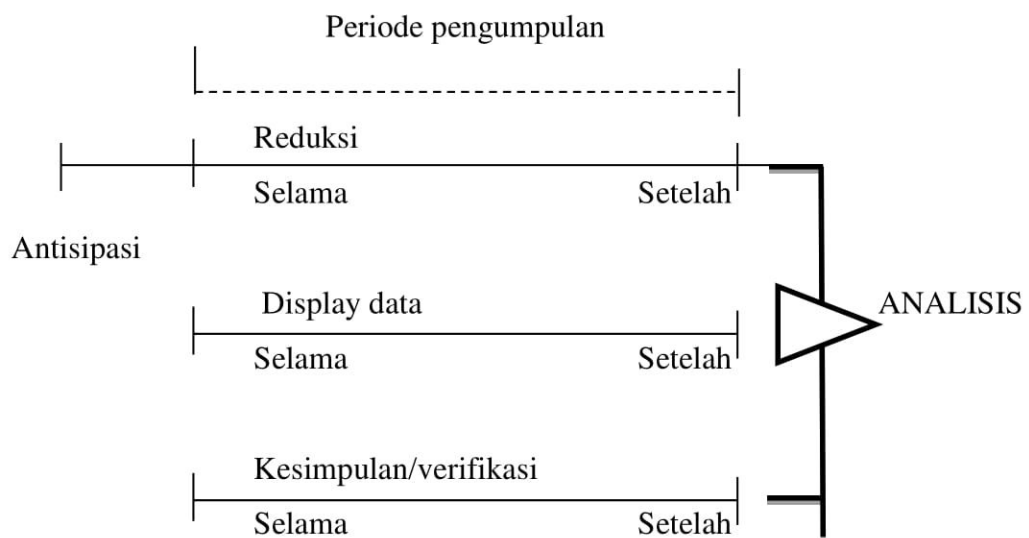 Periode pengumpulan
Reduksi
Selama Setelah
Antisipasi
Display data
ANALISIS
Selama Setelah
Kesimpulan/verifikasi
Selama Setelah